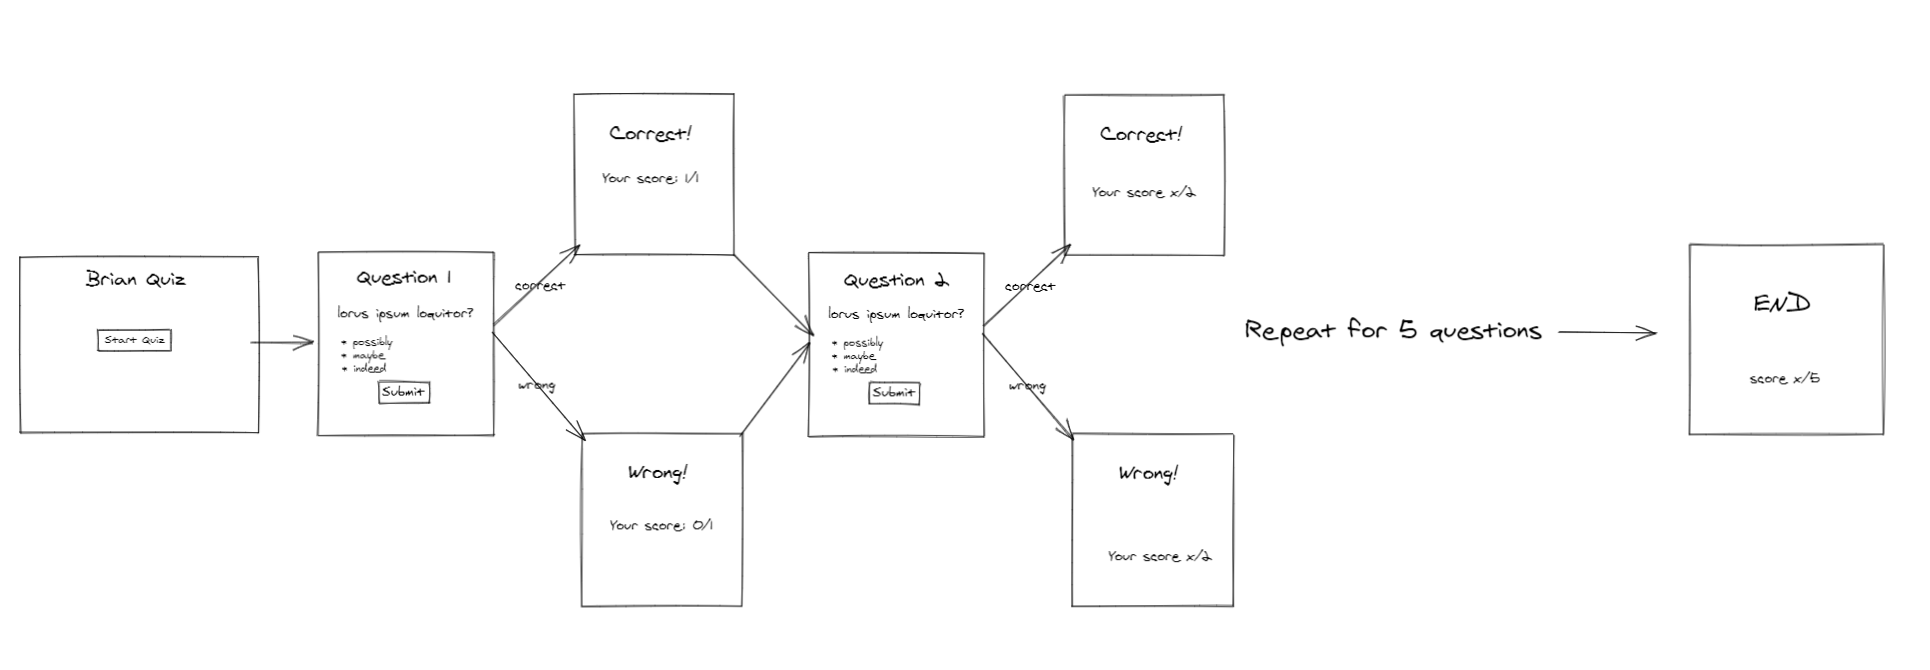 Brian Quiz
Start Quiz
Question 1
lorus ipsum loquitor?
* possibly
* maybe
* indeed
Submit
correct
wrong
Correct!
Your score: 1/1
Wrong!
Your score: 0/1
Question 2
lorus ipsum loquitor?
* possibly
* maybe
* indeed
Submit
correct
wrong
Correct!
Your score x/2
Wrong!
Your score x/2
Repeat for 5 questions
END
score x/5